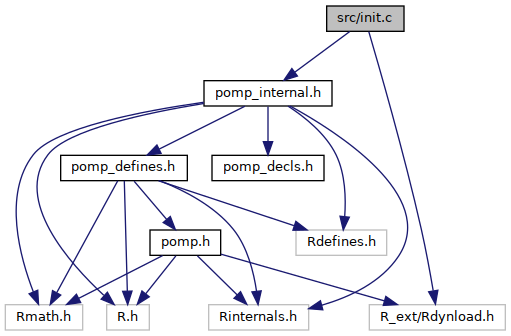 src/init.c
pomp_internal.h
pomp_defines.h
pomp_decls.h
pomp.h
Rdefines.h
Rmath.h
R.h
Rinternals.h
R_ext/Rdynload.h